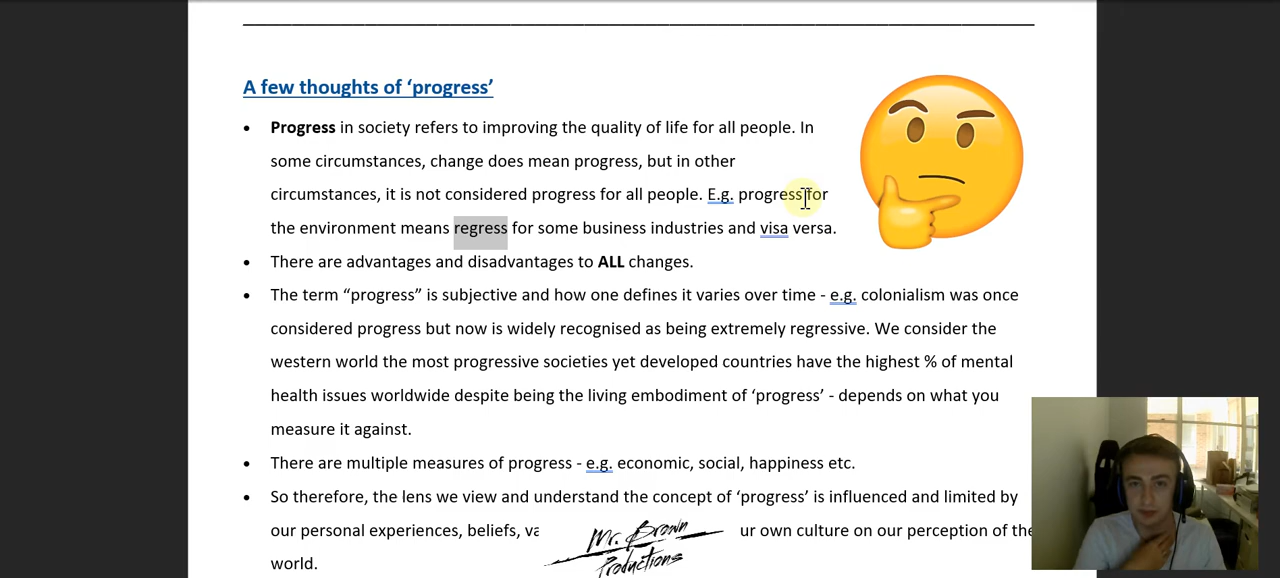 A few thoughts of ‘progress’
• Progress in society refers to improving the quality of life for all people. In
some circumstances, change does mean progress, but in other
circumstances, it is not considered progress for all people. E.g. progress for
the environment means regress for some business industries and visa versa.
• There are advantages and disadvantages to ALL changes.
• The term “progress” is subjective and how one defines it varies over time - e.g. colonialism was once
considered progress but now is widely recognised as being extremely regressive. We consider the
western world the most progressive societies yet developed countries have the highest % of mental
health issues worldwide despite being the living embodiment of ‘progress’ - depends on what you
measure it against.
• There are multiple measures of progress - e.g. economic, social, happiness etc.
• So therefore, the lens we view and understand the concept of ‘progress’ is influenced and limited by
our personal experiences, beliefs, ur own culture on our perception of the
world.
Mr. Brown
Productions